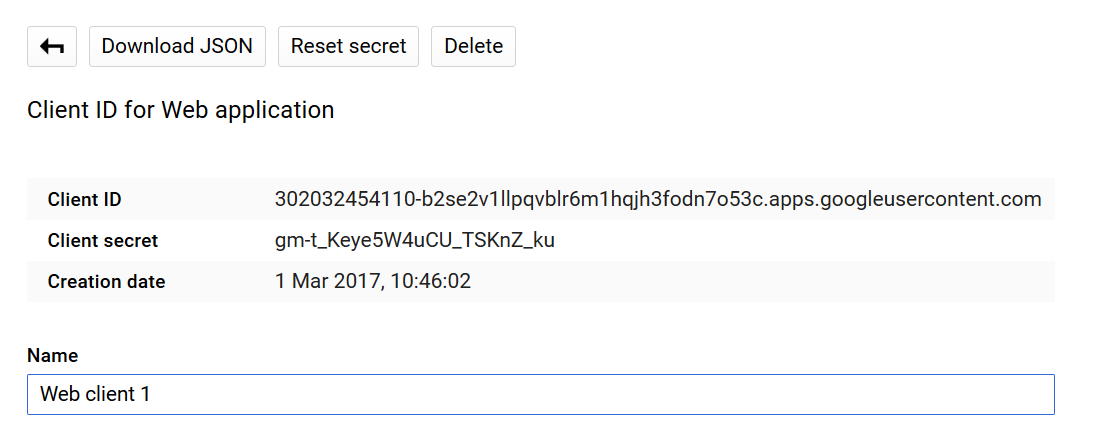 Download JSON Reset secret Delete
Client ID for Web application
Client ID 302032454110-b2se2v1llpqvblr6m1hqjh3fodn7o53c.apps.googleusercontent.com
Client secret gm-t_Keye5W4uCU_TSKnZ_ku
Creation date 1 Mar 2017, 10:46:02
Name
Web client 1